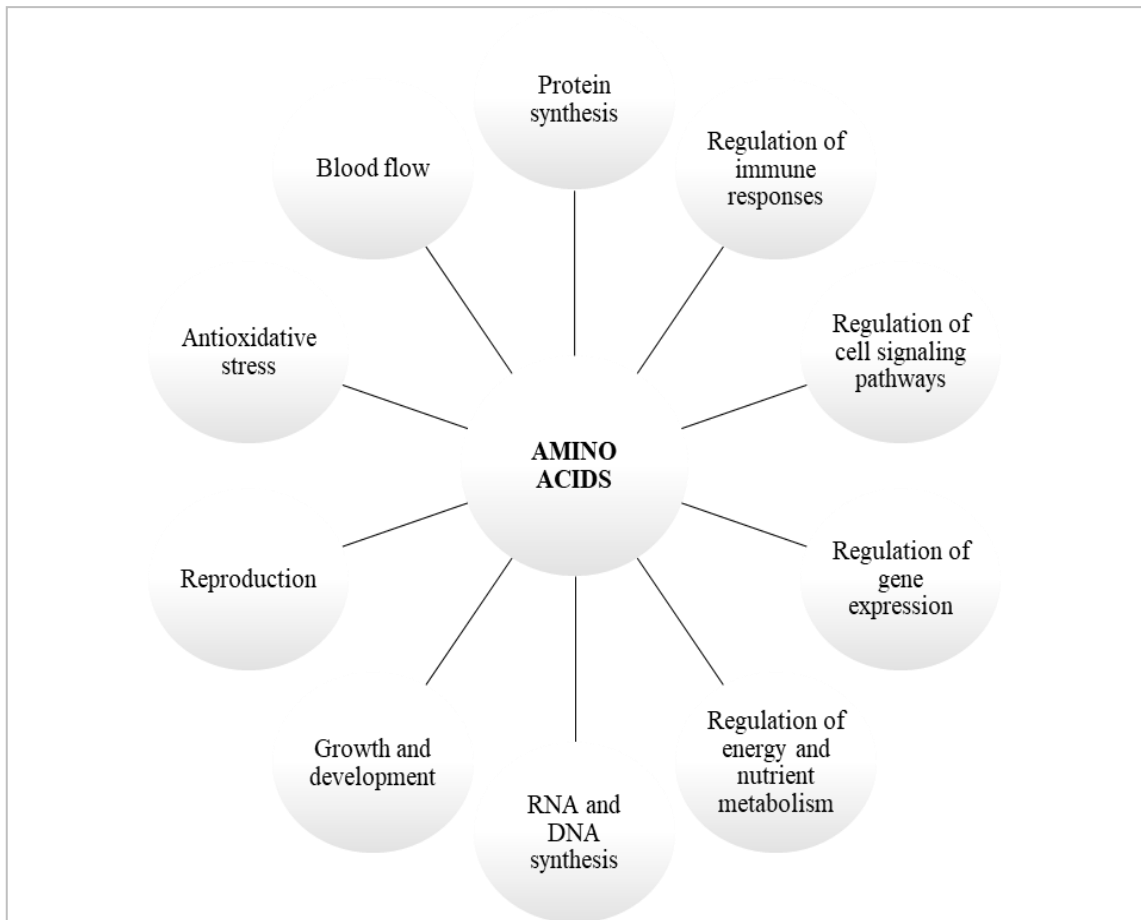 Protein
synthesis
Regulation of
immune
responses
Regulation of
cell signaling
pathways
Regulation of
gene
expression
Regulation of
energy and
nutrient
metabolism
RNA and
DNA
synthesis
Growth and
development
Reproduction
Antioxidative
stress
Blood flow
AMINO
ACIDS